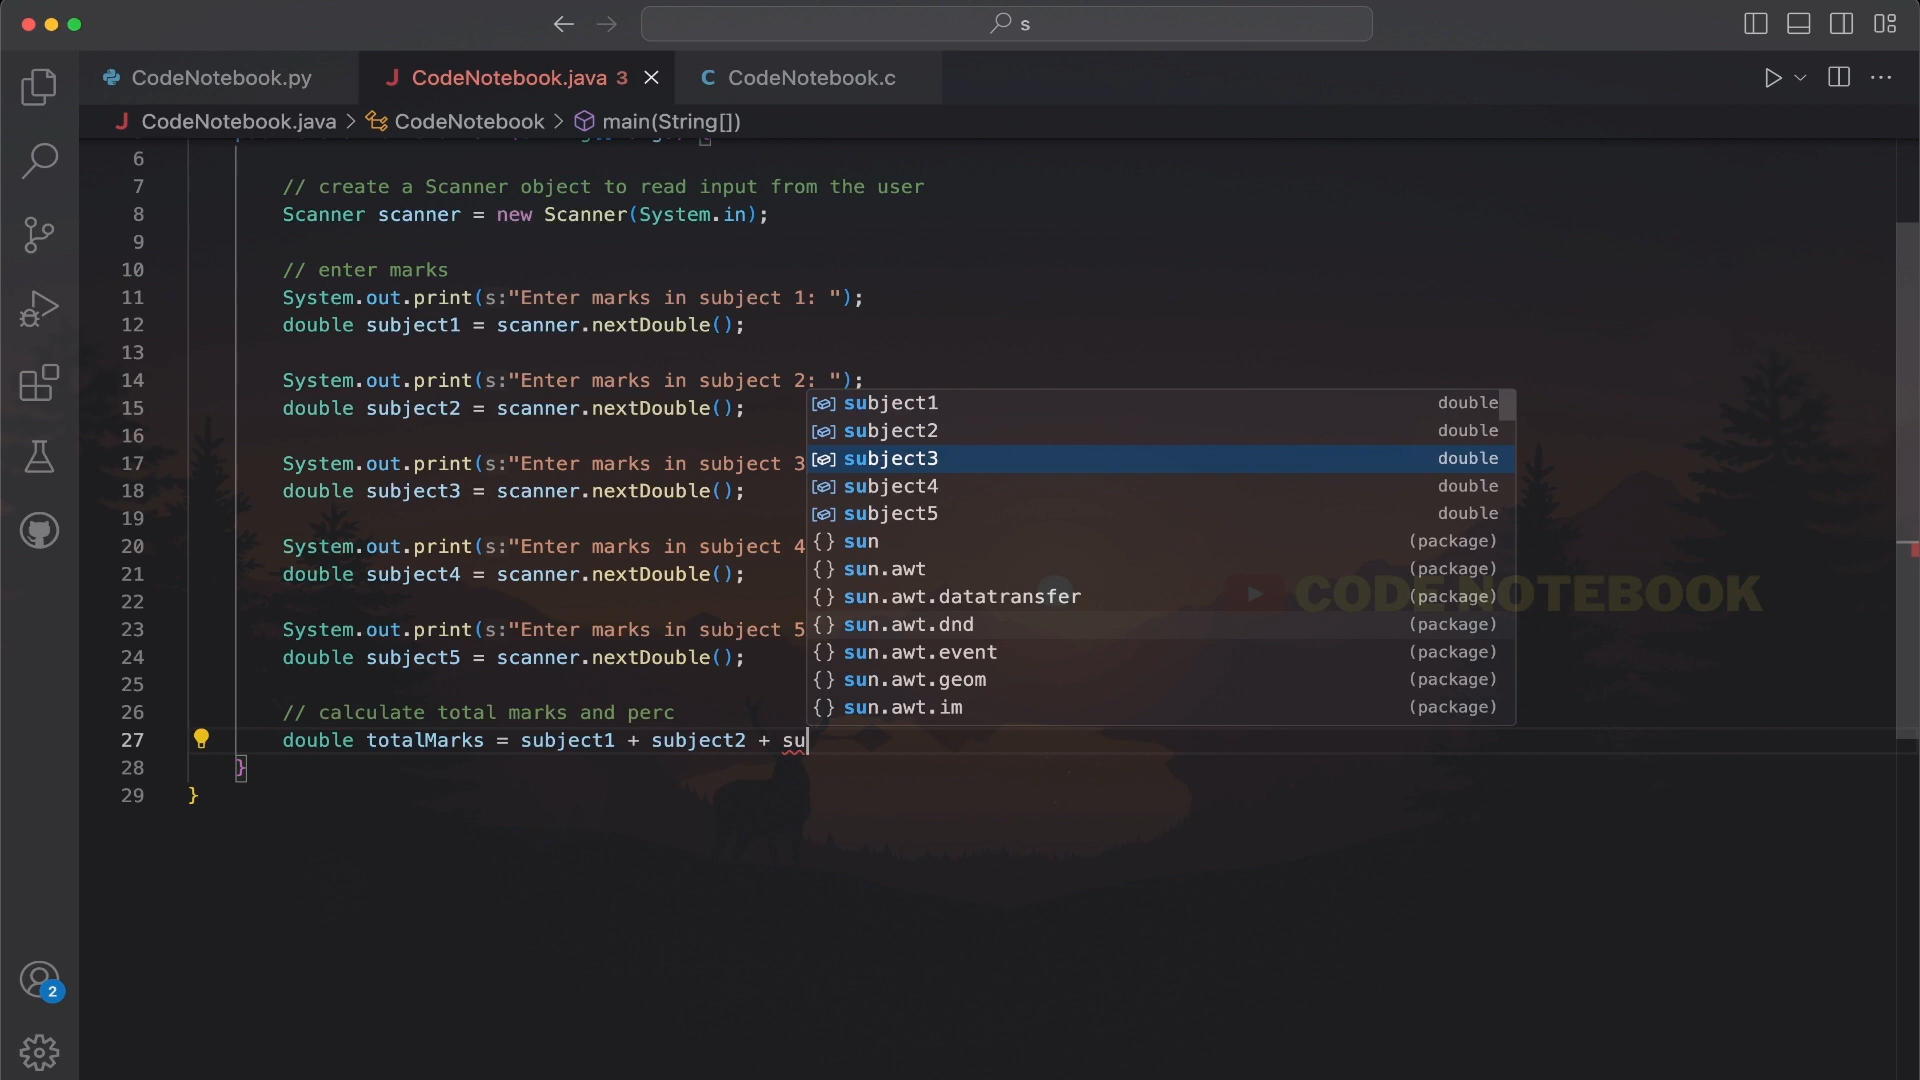 s
CodeNotebook.py
CodeNotebook.java 3
CodeNotebook.c
CodeNotebook.java > CodeNotebook > main(String[])
6
7 // create a Scanner object to read input from the user
8 Scanner scanner = new Scanner(System.in);
9
10 // enter marks
11 System.out.print(s:"Enter marks in subject 1: ");
12 double subject1 = scanner.nextDouble();
13
14 System.out.print(s:"Enter marks in subject 2: ");
15 double subject2 = scanner.nextDouble();
16
17 System.out.print(s:"Enter marks in subject 3
18 double subject3 = scanner.nextDouble();
19
20 System.out.print(s:"Enter marks in subject 4
21 double subject4 = scanner.nextDouble();
22
23 System.out.print(s:"Enter marks in subject 5
24 double subject5 = scanner.nextDouble();
25
26 // calculate total marks and perc
27 double totalMarks = subject1 + subject2 + su
28 }
29 }
subject1 double
subject2 double
subject3 double
subject4 double
subject5 double
sun (package)
sun.awt (package)
sun.awt.datatransfer (package)
sun.awt.dnd (package)
sun.awt.event (package)
sun.awt.geom (package)
sun.awt.im (package)
CODE NOTEBOOK
2